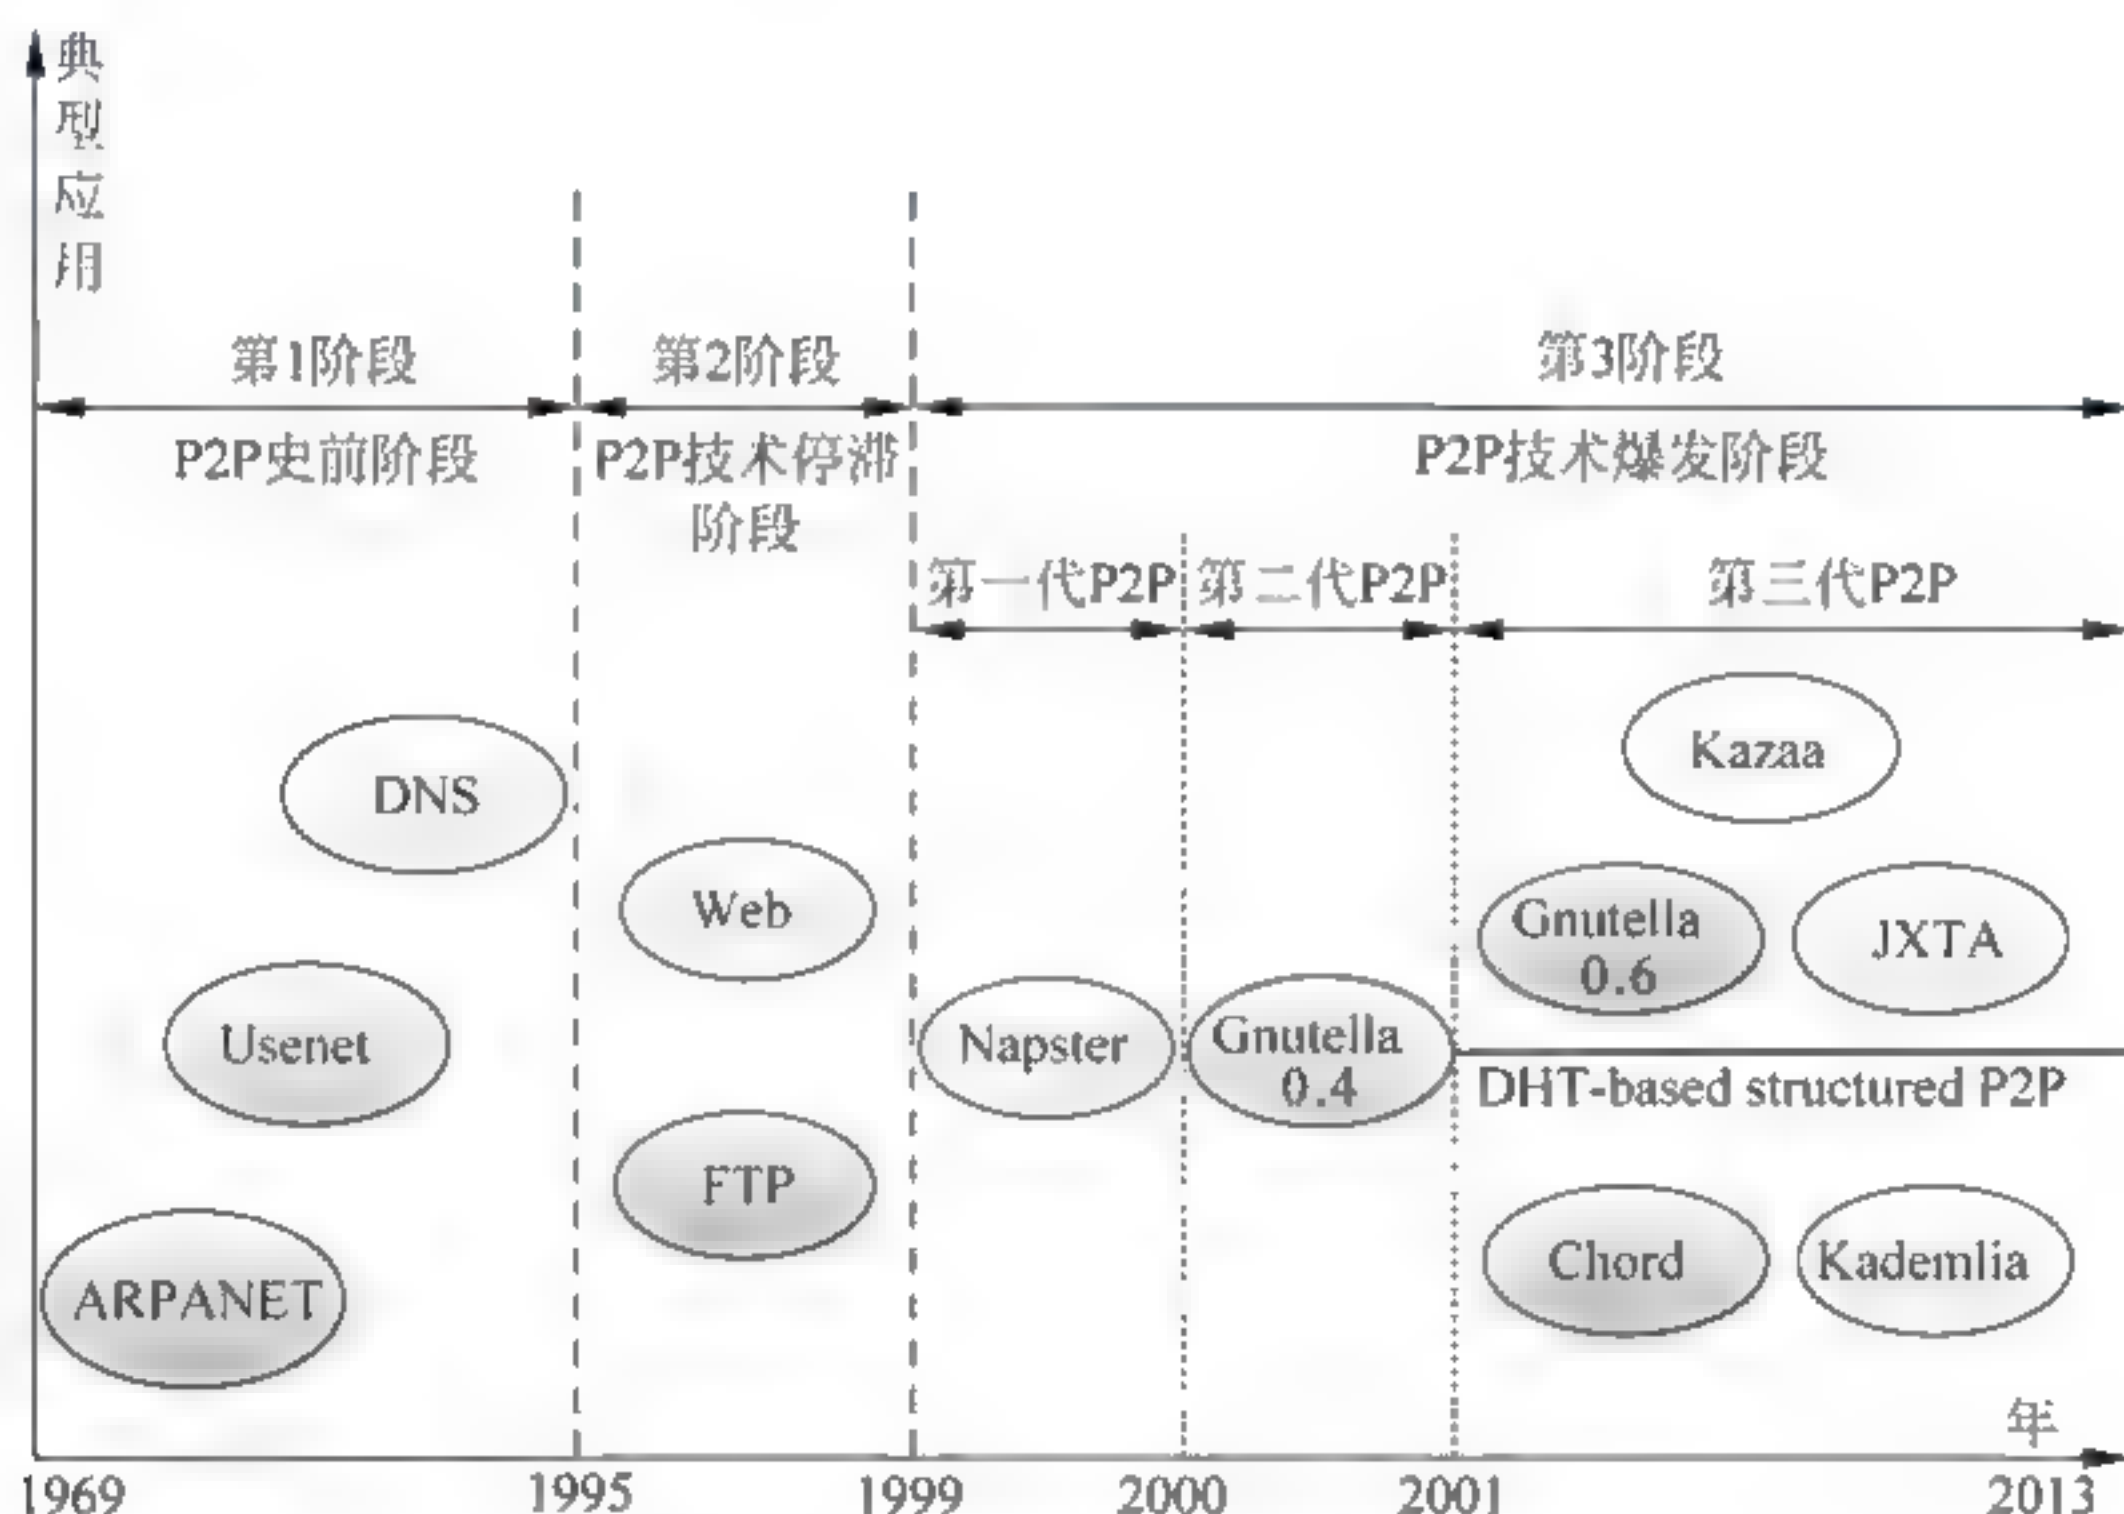 典型应用
第1阶段
第2阶段
第3阶段
P2P史前阶段
P2P技术停滞
阶段
P2P技术爆发阶段
第一代P2P
第二代P2P
第三代P2P
Kazaa
DNS
Web
Gnutella
0.6
JXTA
Usenet
Napster
Gnutella
0.4
DHT-based structured P2P
FTP
Chord
Kademlia
ARPANET
年
1969
1995
1999
2000
2001
2013